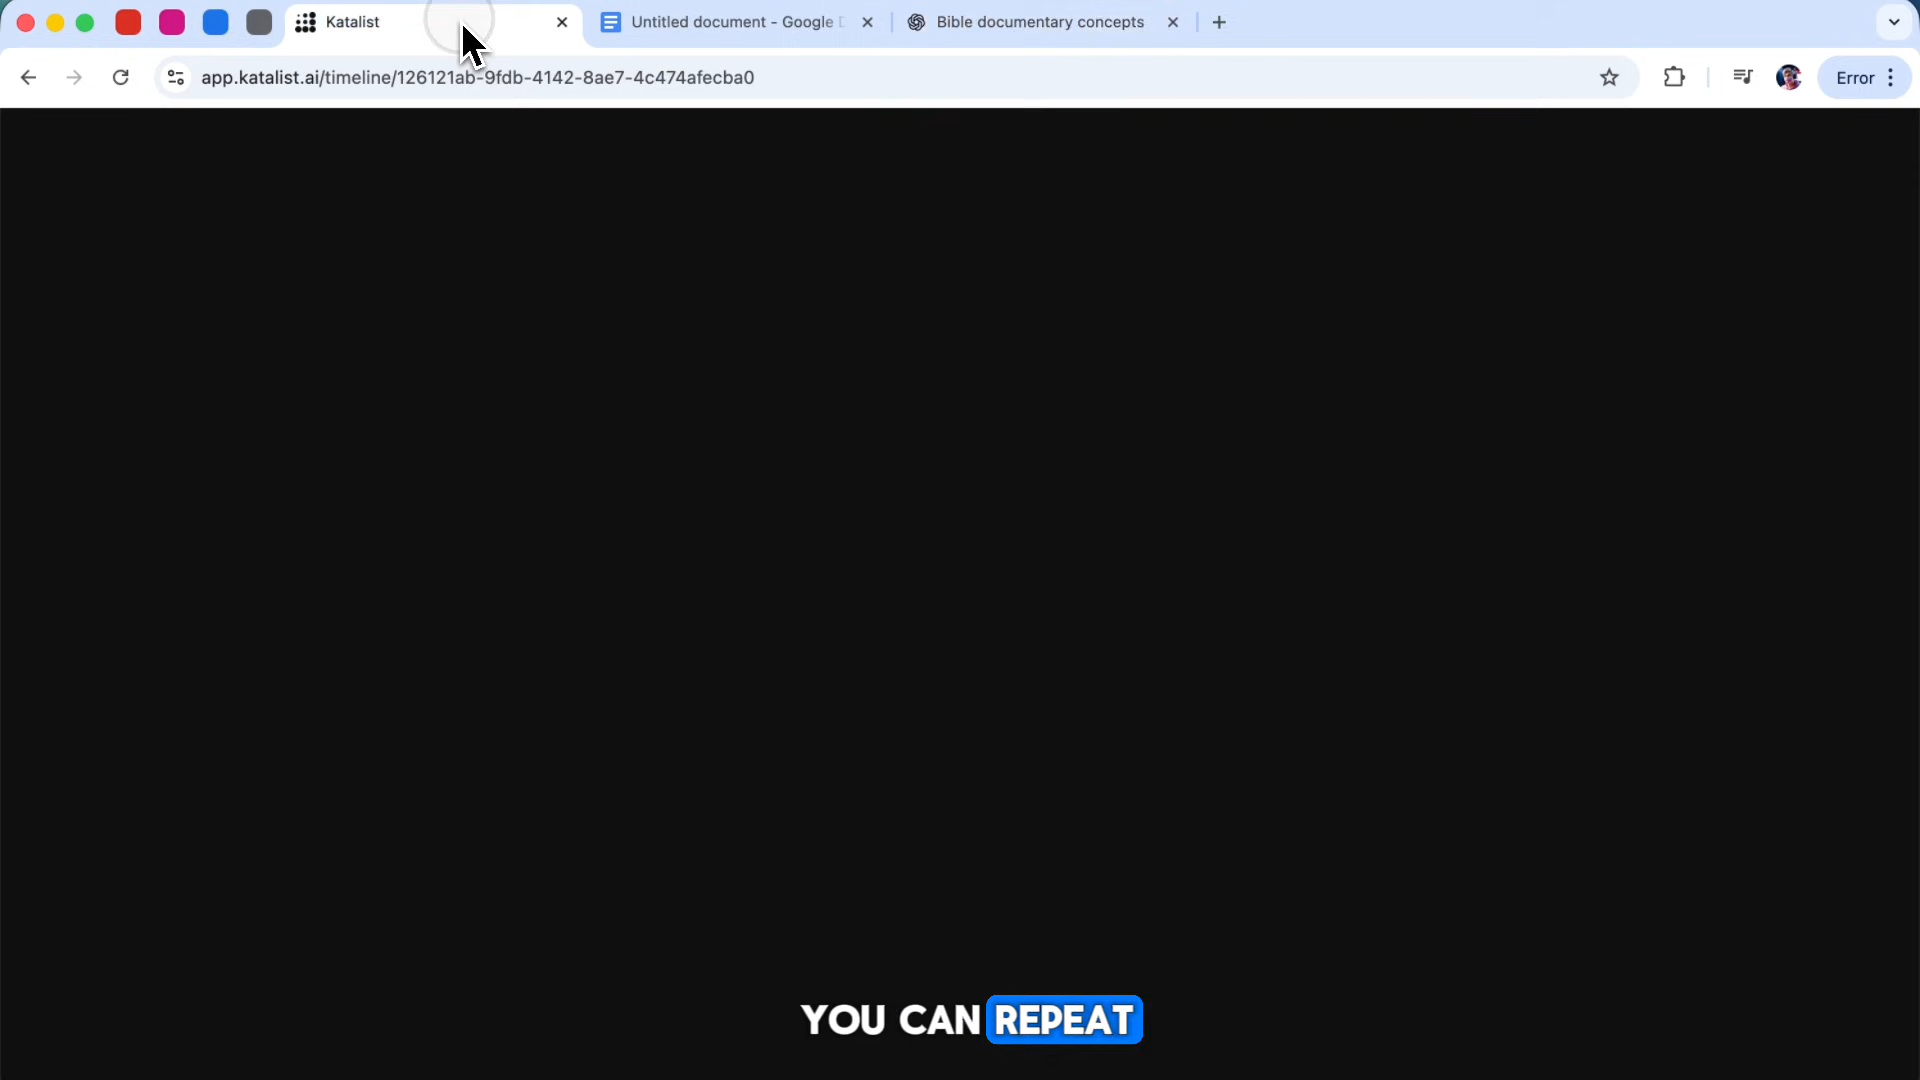 Katalist
Untitled document - Google D
Bible documentary concepts
app.katalist.ai/timeline/126121ab-9fdb-4142-8ae7-4c474afecba0
Error
YOU CAN REPEAT